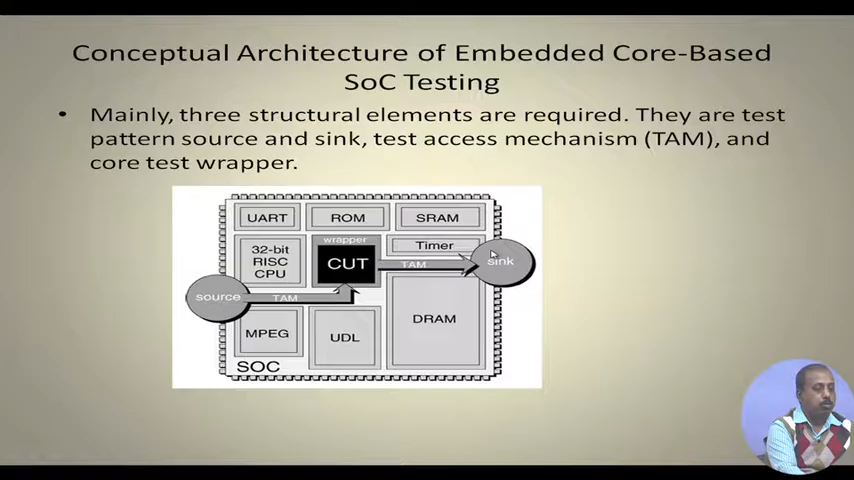 Conceptual Architecture of Embedded Core-Based
SoC Testing
• Mainly, three structural elements are required. They are test
pattern source and sink, test access mechanism (TAM), and
core test wrapper.
UART
ROM
SRAM
32-bit
RISC
CPU
wrapper
CUT
Timer
TAM
sink
source
TAM
MPEG
UDL
DRAM
SOC